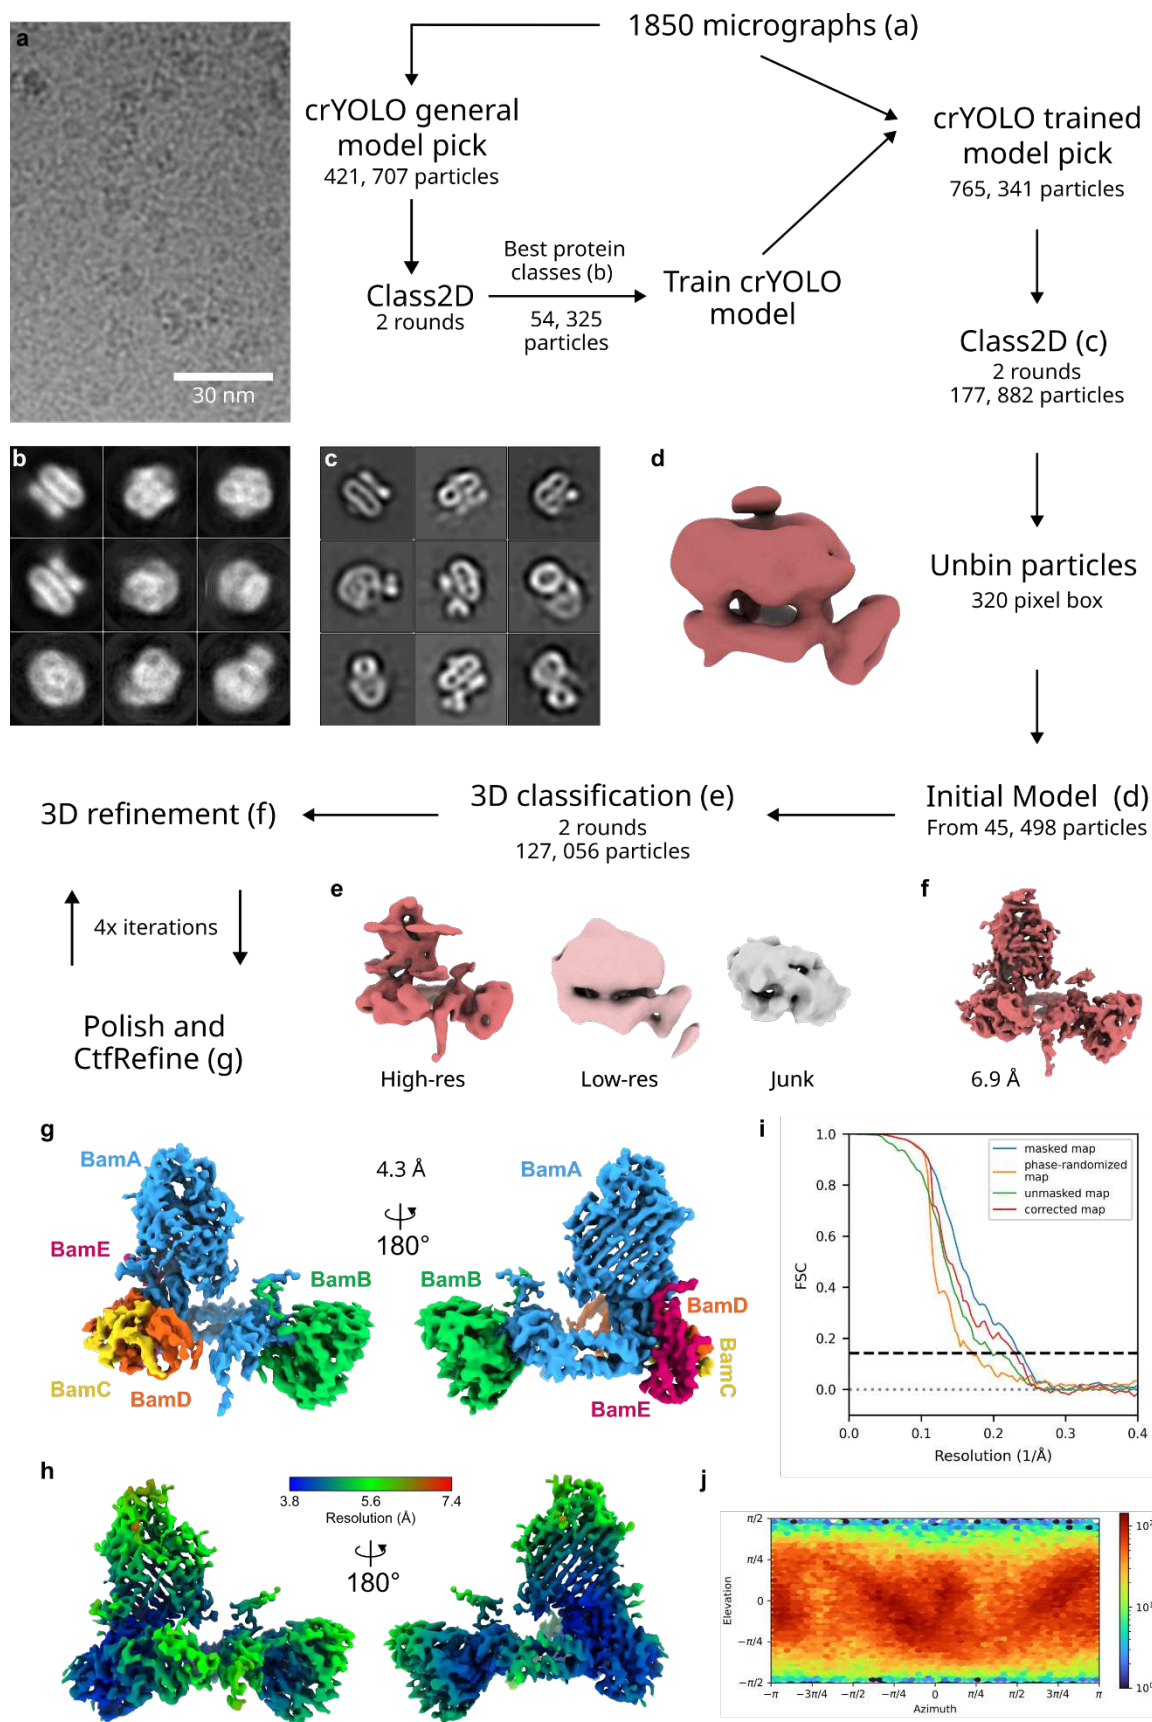 a
1850 micrographs (a)
crYOLO general
model pick
421, 707 particles
crYOLO trained
model pick
765, 341 particles
Best protein
classes (b)
Class2D
2 rounds
54, 325
particles
Train crYOLO
model
30 nm
Class2D (c)
2 rounds
177, 882 particles
b
c
d
Unbin particles
320 pixel box
3D refinement (f)
3D classification (e)
2 rounds
127, 056 particles
Initial Model (d)
From 45, 498 particles
4x iterations
Polish and
CtfRefine (g)
e
High-res
Low-res
Junk
f
6.9 Å
g
BamA
BamE
BamB
BamC
BamD
4.3 Å
180°
BamA
BamB
BamD
BamC
BamE
i
1.0
0.8
0.6
0.4
0.2
0.0
FSC
masked map
phase-randomized
map
unmasked map
corrected map
0.0 0.1 0.2 0.3 0.4
Resolution (1/Å)
h
3.8 5.6 7.4
Resolution (Å)
180°
j
π/2
π/4
0
−π/4
−π/2
Elevation
−π −3π/4 −π/2 −π/4 0 π/4 π/2 3π/4 π
Azimuth
10²
10¹
10⁰